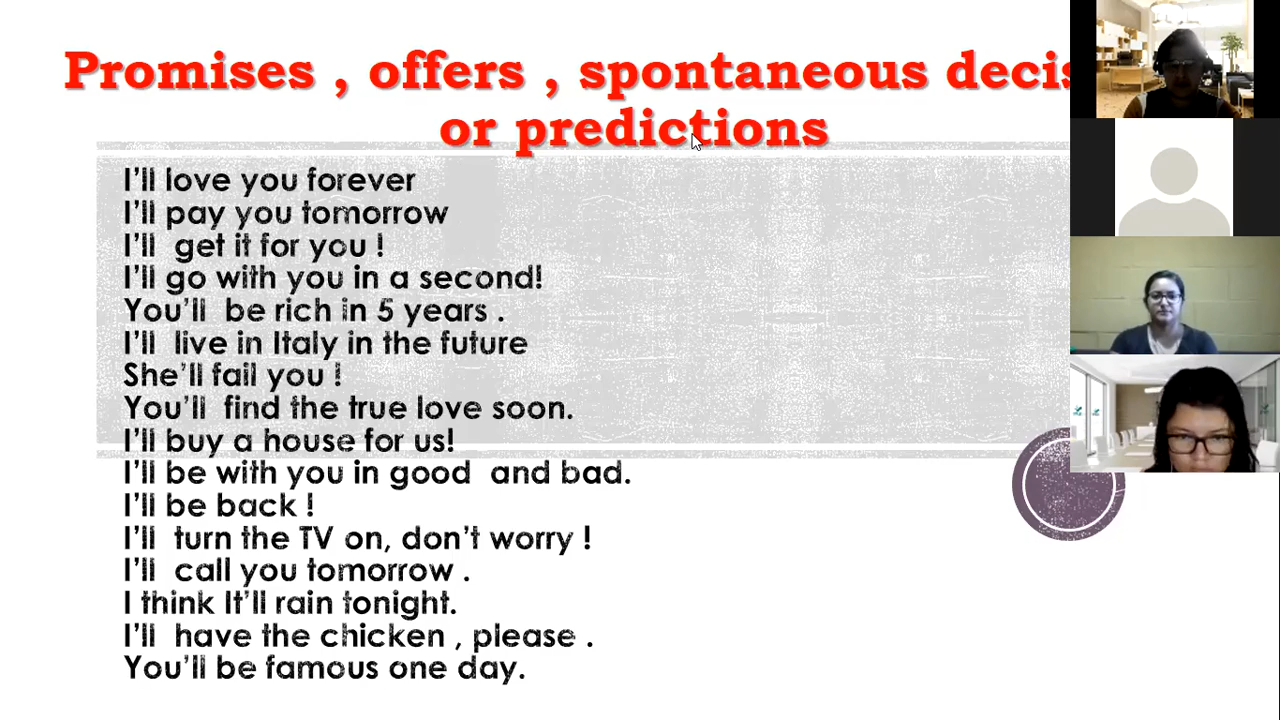 Promises , offers , spontaneous decis
or predictions
I'll love you forever
I'll pay you tomorrow
I'll  get it for you !
I'll go with you in a second!
You'll  be rich in 5 years .
I'll  live in Italy in the future
She'll fail you !
You'll  find the true love soon.
I'll buy a house for us!
I'll be with you in good  and bad.
I'll be back !
I'll  turn the TV on, don't worry !
I'll  call you tomorrow .
I think It'll rain tonight.
I'll  have the chicken , please .
You'll be famous one day.